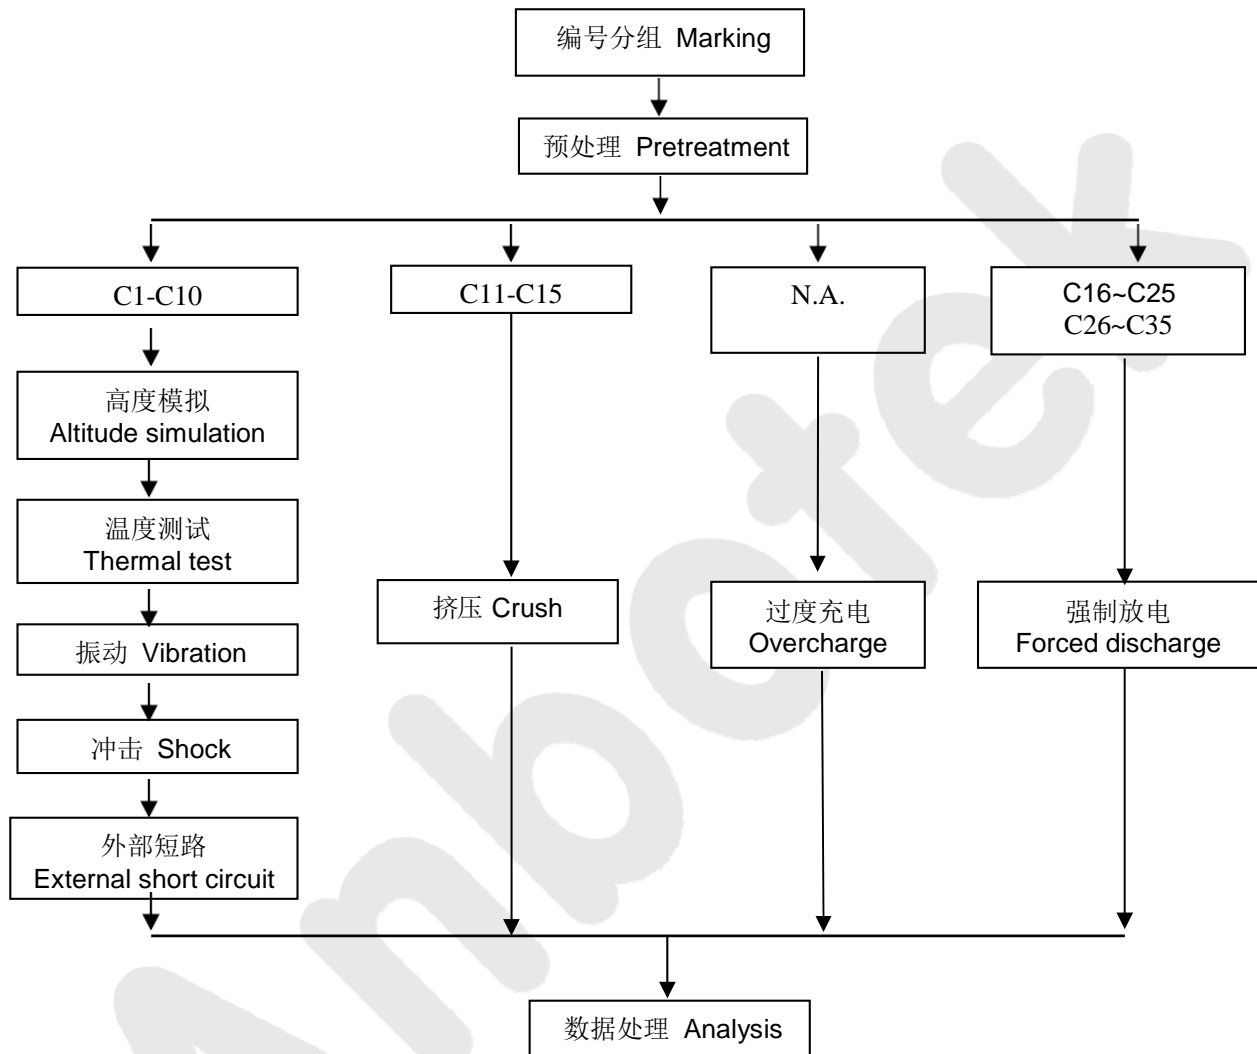 编号分组 Marking
预处理 Pretreatment
C1-C10
C11-C15
N.A.
C16~C25
C26~C35
高度模拟
Altitude simulation
温度测试
Thermal test
振动 Vibration
冲击 Shock
外部短路
External short circuit
挤压 Crush
过度充电
Overcharge
强制放电
Forced discharge
数据处理 Analysis
Anbotek